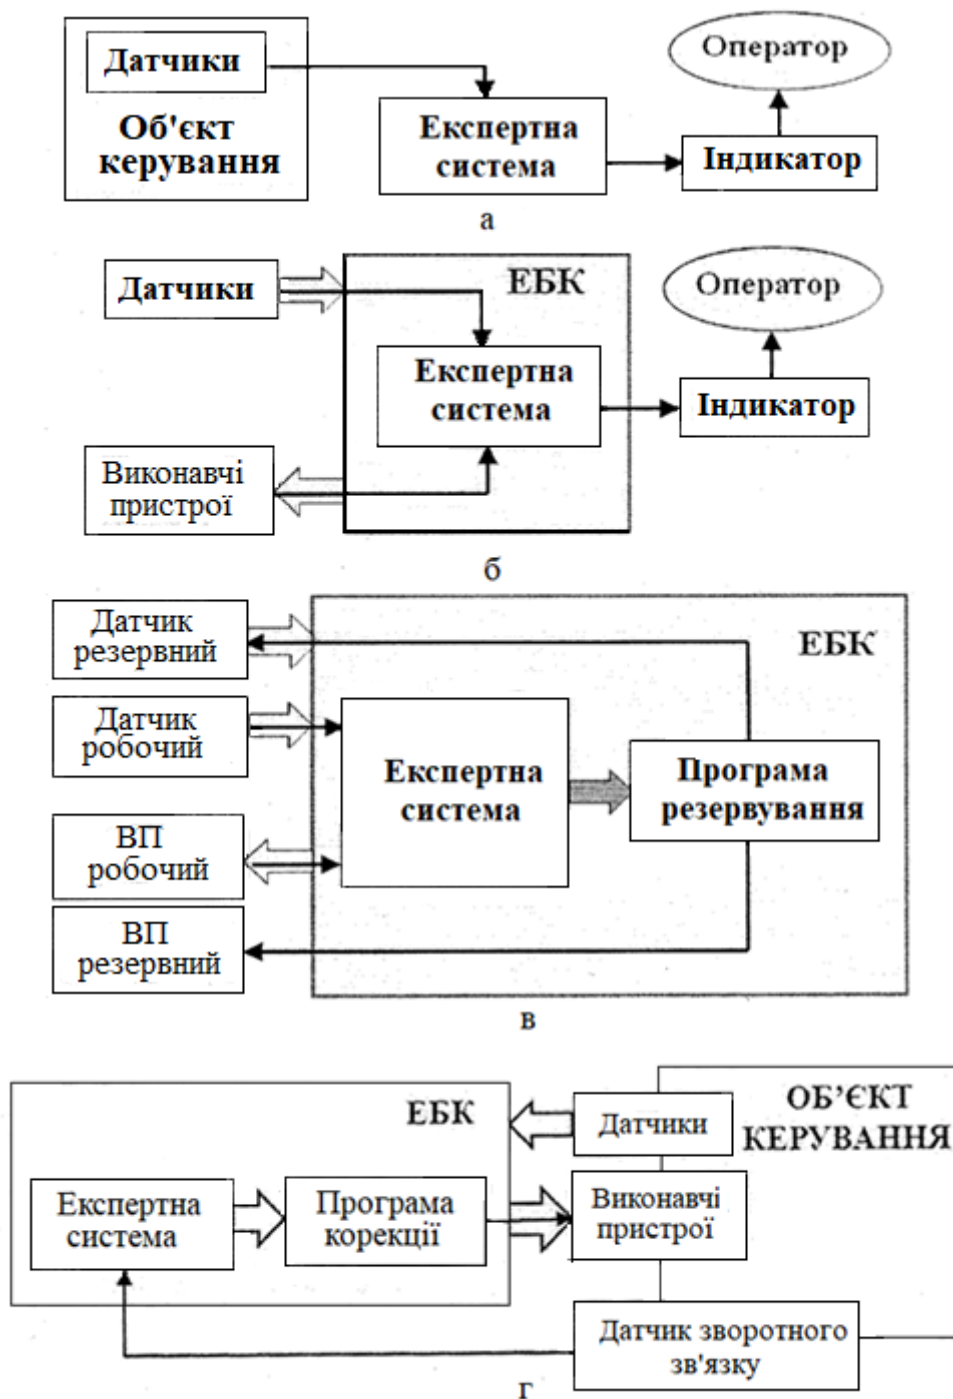 Датчики
Об'єкт
керування
Експертна
система
Оператор
Індикатор
а
Датчики
ЕБК
Експертна
система
Оператор
Індикатор
Виконавчі
пристрої
б
Датчик
резервний
ЕБК
Датчик
робочий
Експертна
система
Програма
резервування
ВП
робочий
ВП
резервний
в
ЕБК
Датчики
ОБ’ЄКТ
КЕРУВАННЯ
Експертна
система
Програма
корекції
Виконавчі
пристрої
Датчик зворотного
зв'язку
г